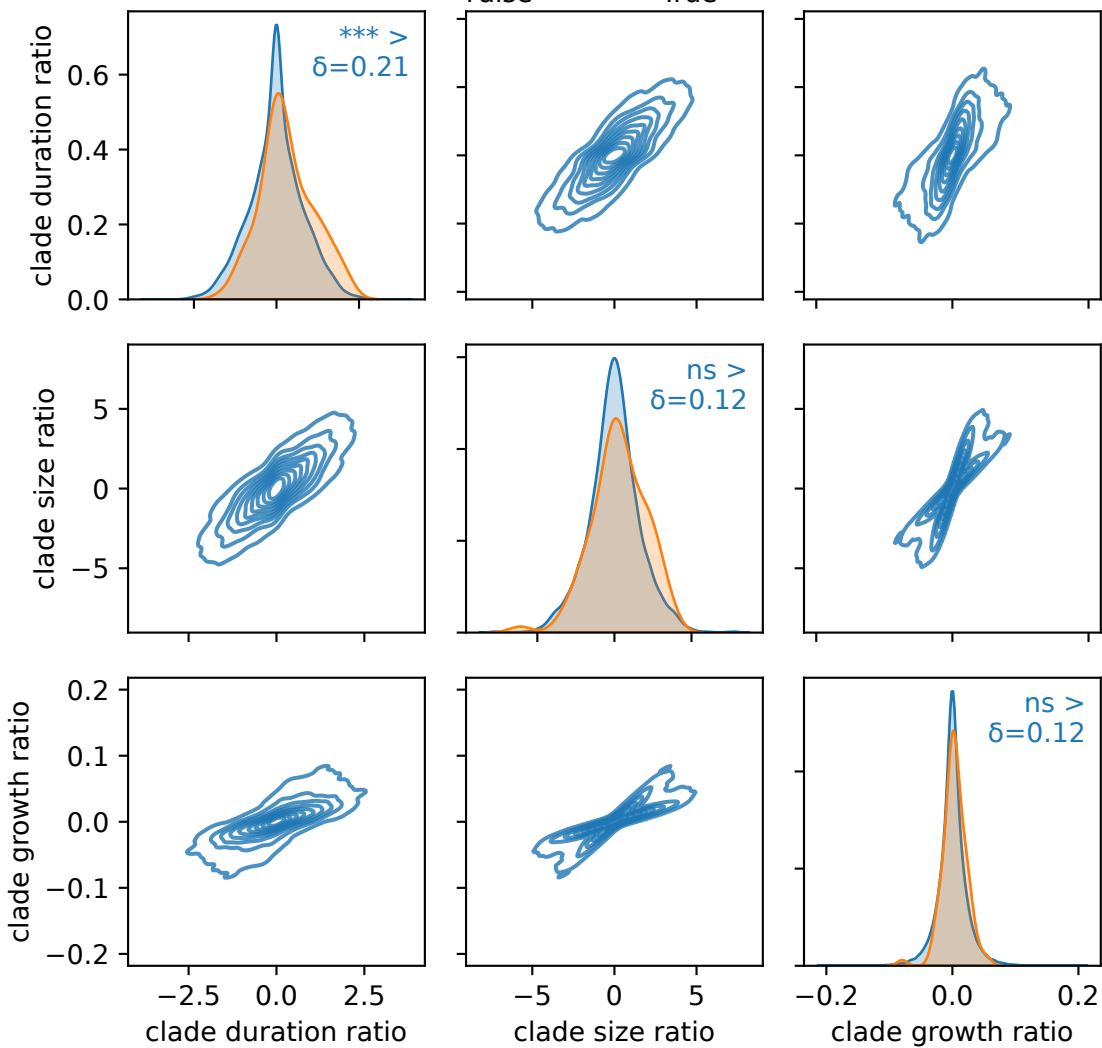 True
clade duration ratio
0.6
0.4
0.2
0.0
*** >
δ=0.21
clade size ratio
5
0
−5
ns >
δ=0.12
clade growth ratio
0.2
0.1
0.0
−0.1
−0.2
ns >
δ=0.12
−2.5 0.0 2.5
−5 0 5
−0.2 0.0 0.2
clade duration ratio
clade size ratio
clade growth ratio